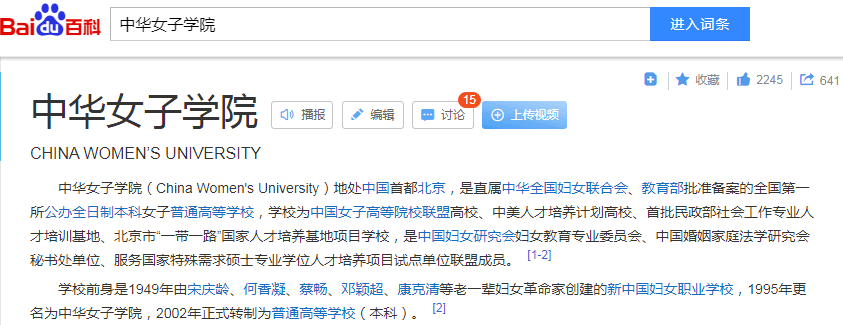 Bai du 百科 中华女子学院 进入词条
收藏 2245 641
中华女子学院 播报 编辑 讨论 15 上传视频
CHINA WOMEN'S UNIVERSITY
中华女子学院（China Women's University）地处中国首都北京，是直属中华全国妇女联合会、教育部批准备案的全国第一
所公办全日制本科女子普通高等学校，学校为中国女子高等院校联盟高校、中美人才培养计划高校、首批民政部社会工作专业人
才培训基地、北京市“一带一路”国家人才培养基地项目学校，是中国妇女研究会妇女教育专业委员会、中国婚姻家庭法学研究会
秘书处单位、服务国家特殊需求硕士专业学位人才培养项目试点单位联盟成员。 [1-2]
学校前身是1949年由宋庆龄、何香凝、蔡畅、邓颖超、康克清等老一辈妇女革命家创建的新中国妇女职业学校，1995年更
名为中华女子学院，2002年正式转制为普通高等学校（本科）。 [2]